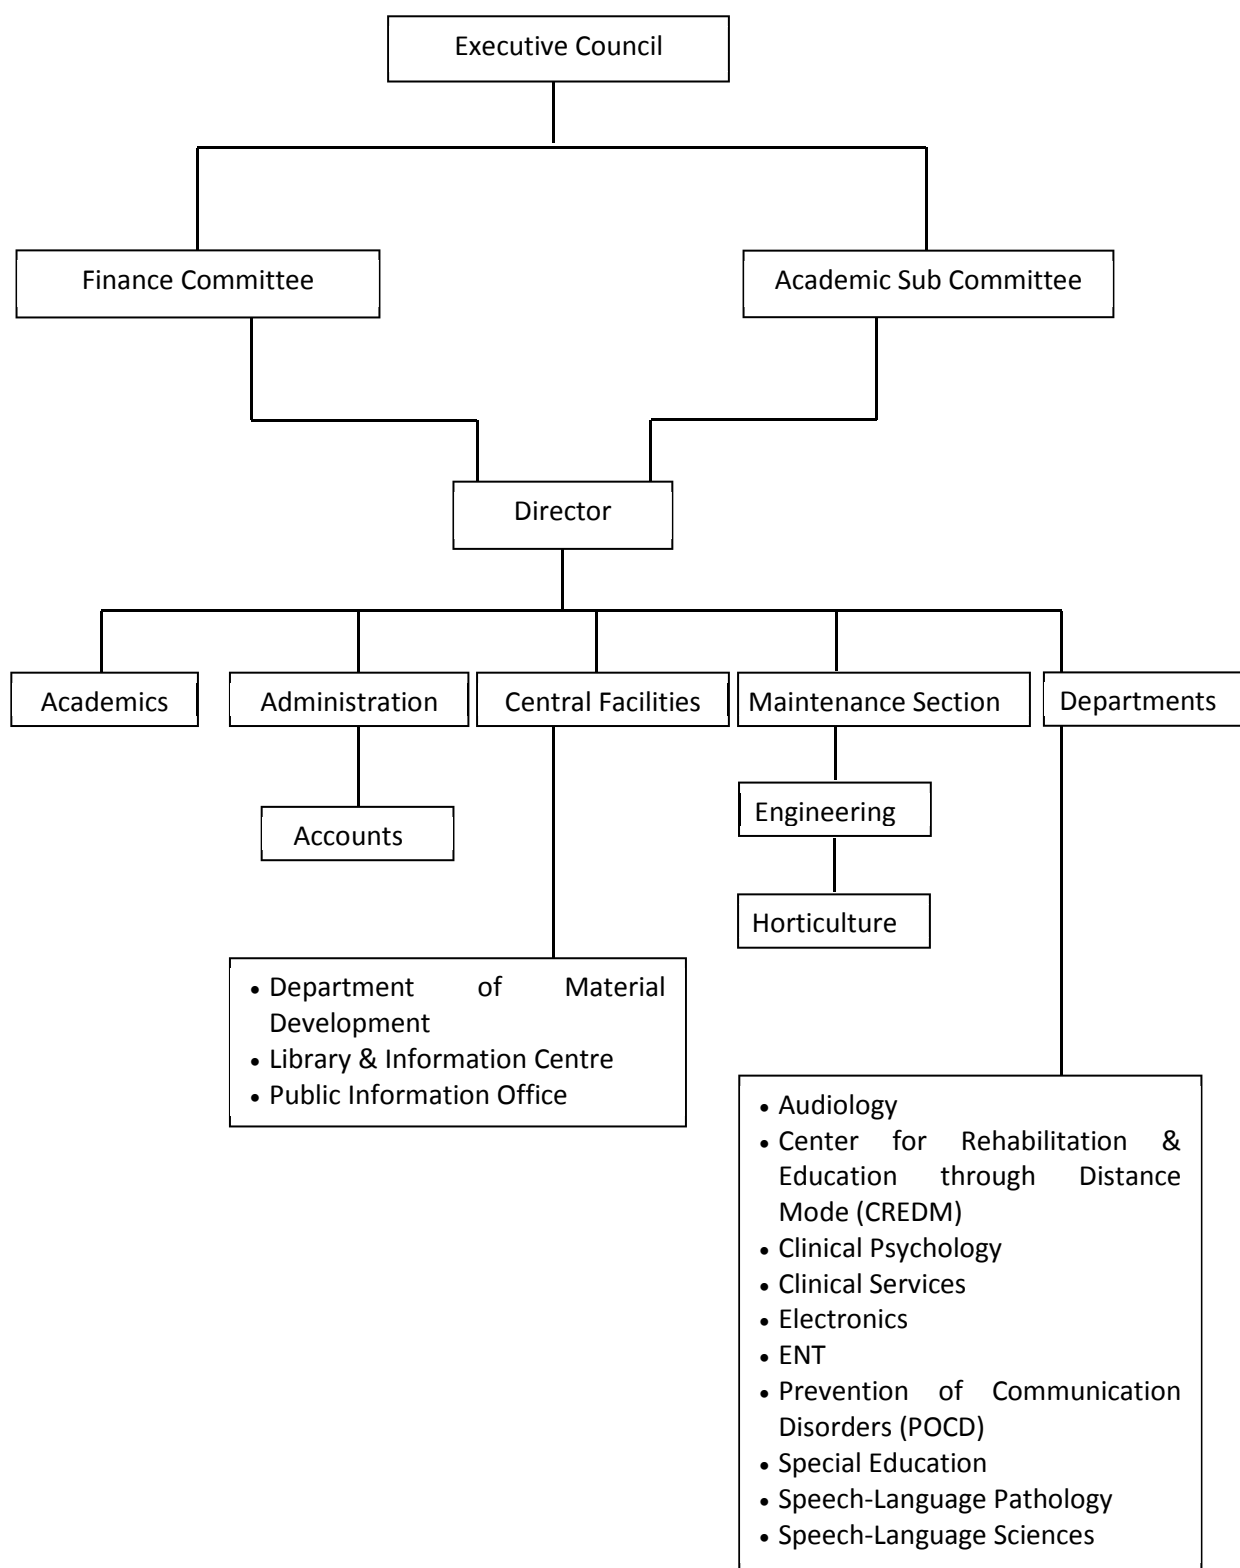 Executive Council
Finance Committee
Academic Sub Committee
Director
Academics
Administration
Central Facilities
Maintenance Section
Departments
Accounts
Engineering
Horticulture
• Department of Material
Development
• Library & Information Centre
• Public Information Office
• Audiology
• Center for Rehabilitation &
Education through Distance
Mode (CREDM)
• Clinical Psychology
• Clinical Services
• Electronics
• ENT
• Prevention of Communication
Disorders (POCD)
• Special Education
• Speech-Language Pathology
• Speech-Language Sciences